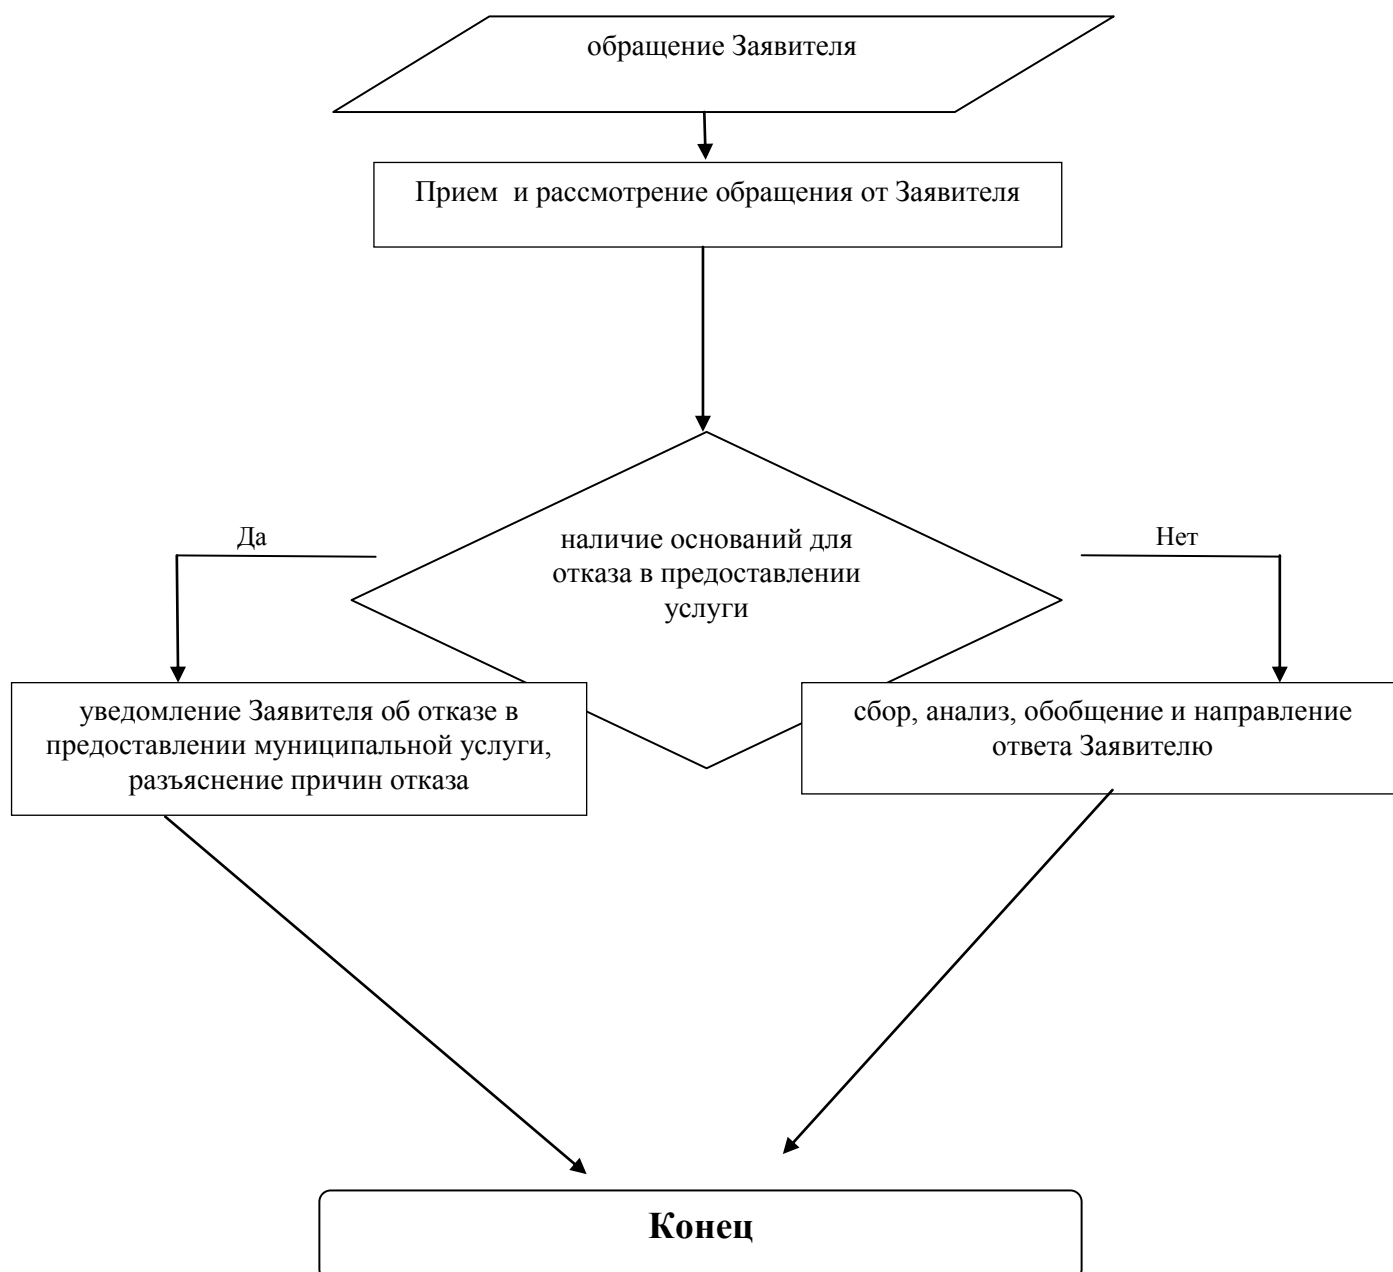 обращение Заявителя
Прием  и рассмотрение обращения от Заявителя
Да
наличие оснований для
отказа в предоставлении
услуги
Нет
уведомление Заявителя об отказе в
предоставлении муниципальной услуги,
разъяснение причин отказа
сбор, анализ, обобщение и направление
ответа Заявителю
Конец